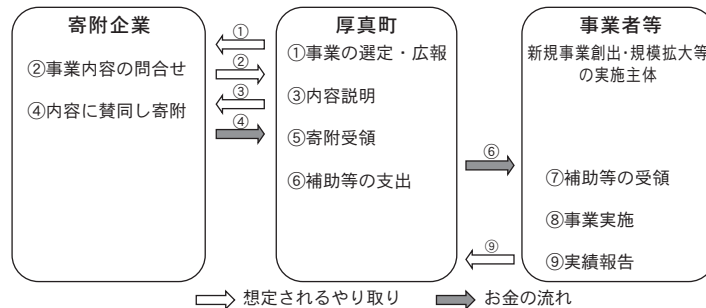 寄附企業
②事業内容の問合せ
④内容に賛同し寄附
①
②
③
④
厚真町
①事業の選定・広報
③内容説明
⑤寄附受領
⑥補助等の支出
⑥
⑨
事業者等
新規事業創出・規模拡大等
の実施主体
⑦補助等の受領
⑧事業実施
⑨実績報告
想定されるやり取り
お金の流れ